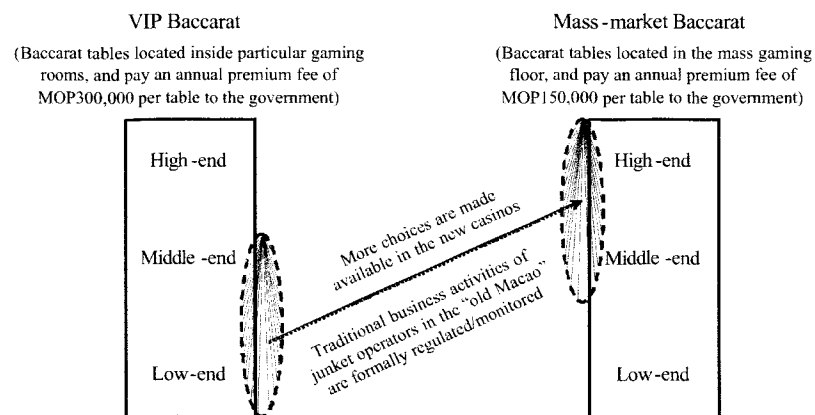 VIP Baccarat
(Baccarat tables located inside particular gaming
rooms, and pay an annual premium fee of
MOP300,000 per table to the government)
Mass-market Baccarat
(Baccarat tables located in the mass gaming
floor, and pay an annual premium fee of
MOP150,000 per table to the government)
High-end
Middle-end
Low-end
More choices are made
available in the new casinos
Traditional business activities of
junket operators in the “old Macao”
are formally regulated/monitored
High-end
Middle-end
Low-end